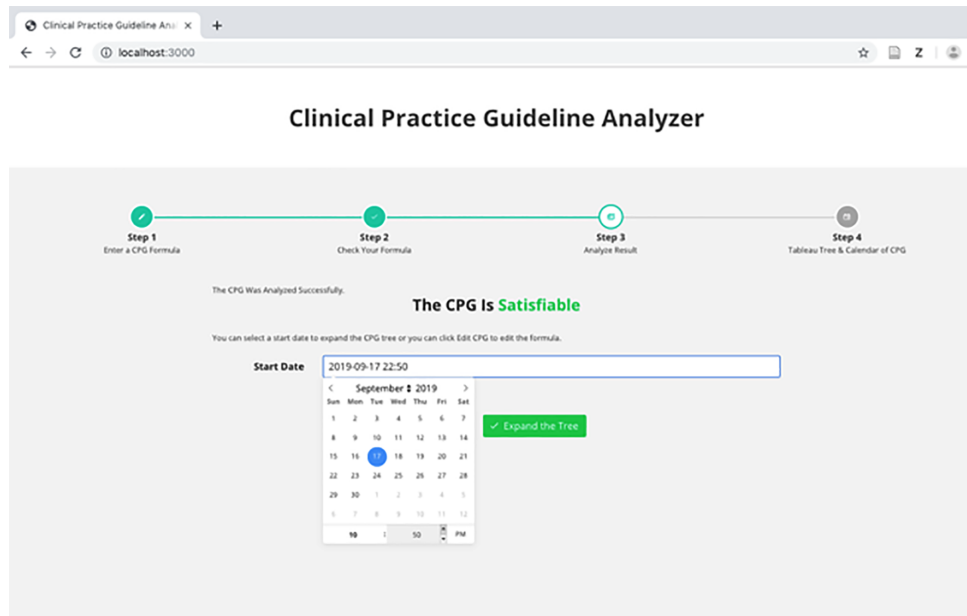 Clinical Practice Guideline Ana
localhost:3000
Z
Clinical Practice Guideline Analyzer
Step 1
Enter a CPG Formula
Step 2
Check Your Formula
Step 3
Analyze Result
Step 4
Tableau Tree & Calendar of CPG
The CPG Was Analyzed Successfully.
The CPG Is Satisfiable
You can select a start date to expand the CPG tree or you can click Edit CPG to edit the formula.
Start Date 2019-09-17 22:50
September 2019
Sun Mon Tue Wed Thu Fri Sat
1 2 3 4 5 6 7
8 9 10 11 12 13 14
15 16 17 18 19 20 21
22 23 24 25 26 27 28
29 30 1 2 3 4 5
6 7 8 9 10 11 12
10 : 50 PM
Expand the Tree